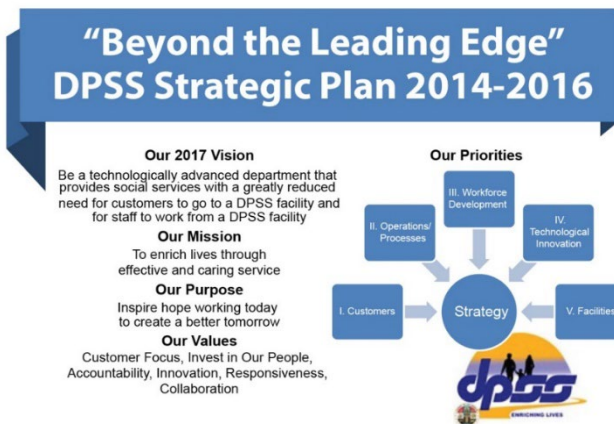 “Beyond the Leading Edge”
DPSS Strategic Plan 2014-2016
Our 2017 Vision
Be a technologically advanced department that
provides social services with a greatly reduced
need for customers to go to a DPSS facility and
for staff to work from a DPSS facility
Our Mission
To enrich lives through
effective and caring service
Our Purpose
Inspire hope working today
to create a better tomorrow
Our Values
Customer Focus, Invest in Our People,
Accountability, Innovation, Responsiveness,
Collaboration
Our Priorities
I. Customers
II. Operations/
Processes
III. Workforce
Development
IV.
Technological
Innovation
V. Facilities
Strategy
dpss
ENRICHING LIVES